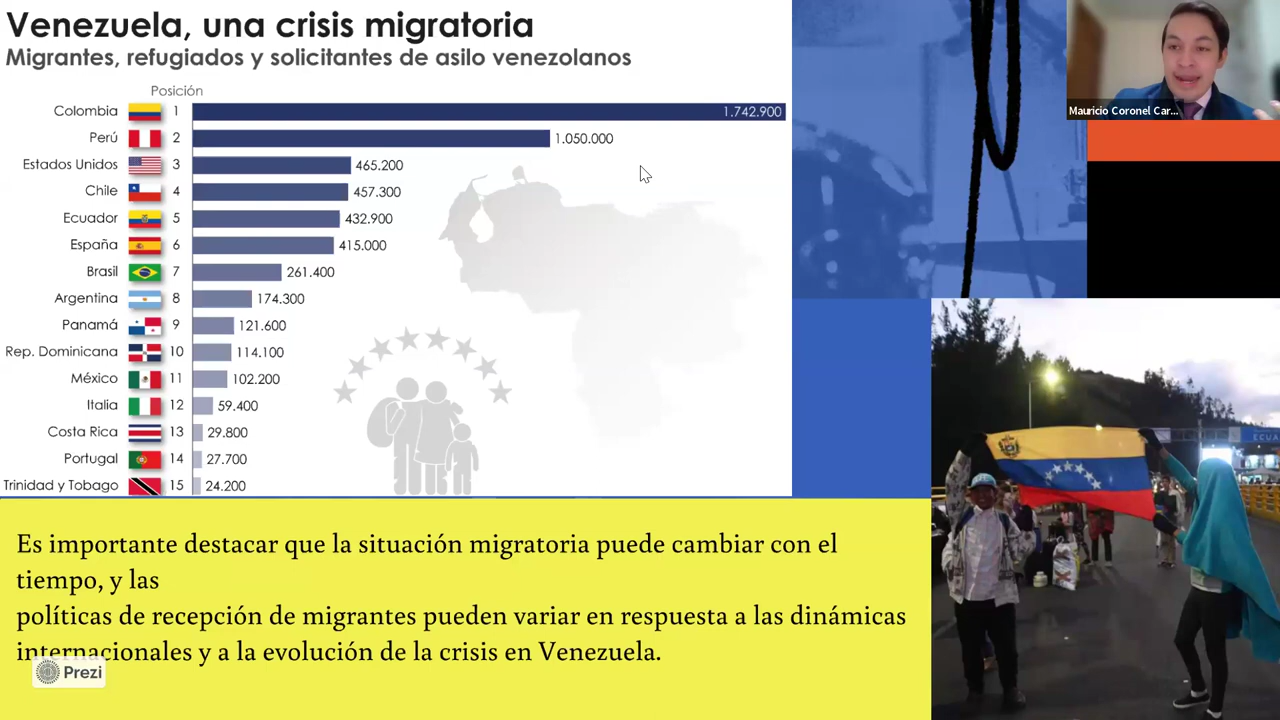 Venezuela, una crisis migratoria
Migrantes, refugiados y solicitantes de asilo venezolanos
Posición
Colombia 1 1.742.900
Perú 2 1.050.000
Estados Unidos 3 465.200
Chile 4 457.300
Ecuador 5 432.900
España 6 415.000
Brasil 7 261.400
Argentina 8 174.300
Panamá 9 121.600
Rep. Dominicana 10 114.100
México 11 102.200
Italia 12 59.400
Costa Rica 13 29.800
Portugal 14 27.700
Trinidad y Tobago 15 24.200
Mauricio Coronel Car...
ECUA
Es importante destacar que la situación migratoria puede cambiar con el
tiempo, y las
políticas de recepción de migrantes pueden variar en respuesta a las dinámicas
internacionales y a la evolución de la crisis en Venezuela.
Prezi